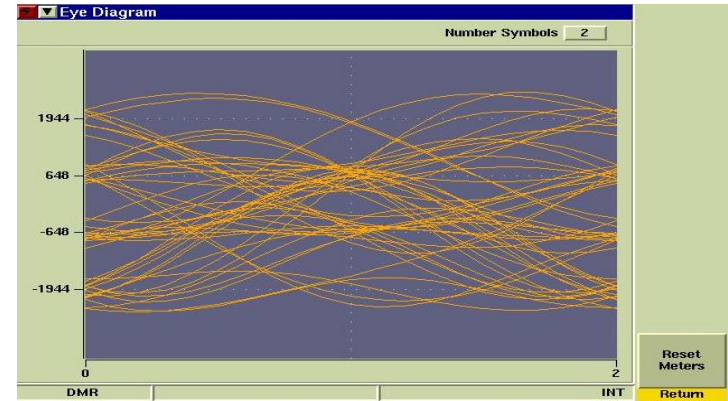 Eye Diagram
Number Symbols 2
1944
648
-648
-1944
0 2
Reset
Meters
DMR INT Return